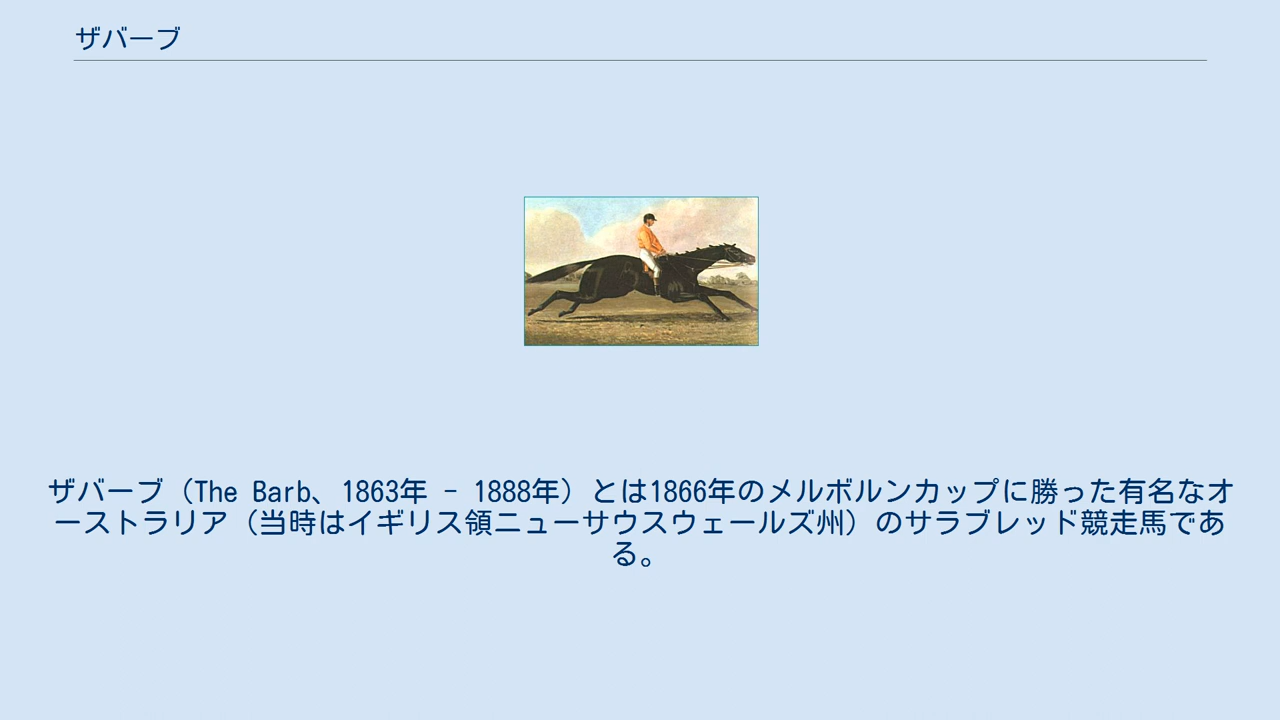 ザバーブ
ザバーブ（The Barb、1863年 - 1888年）とは1866年のメルボルンカップに勝った有名なオ
ーストラリア（当時はイギリス領ニューサウスウェールズ州）のサラブレッド競走馬であ
る。